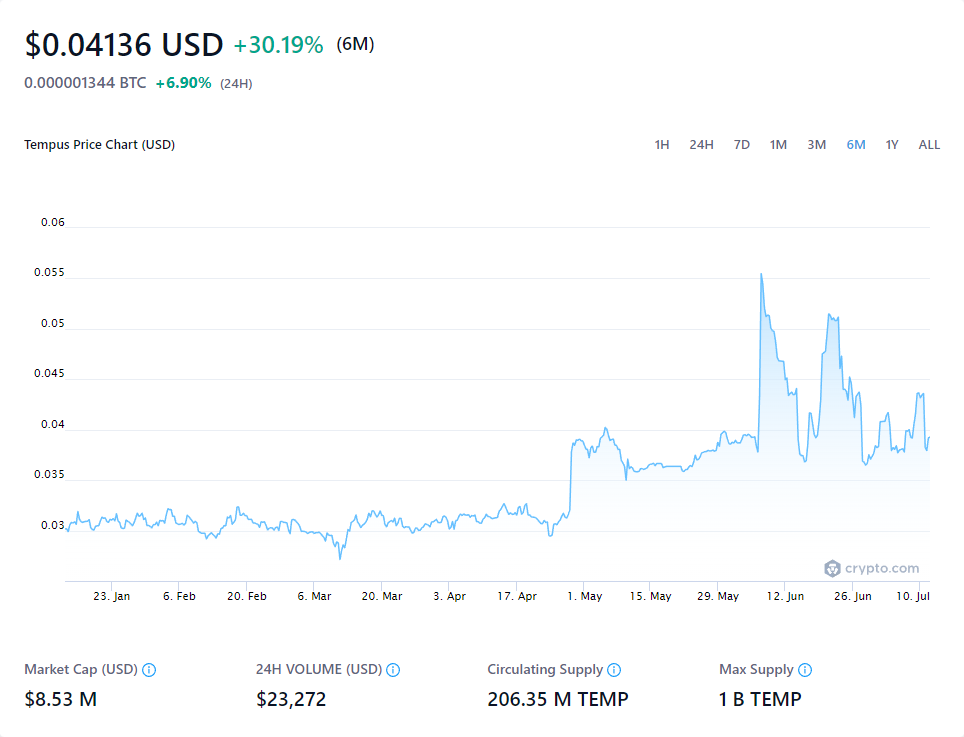 $0.04136 USD +30.19% (6M)
0.000001344 BTC +6.90% (24H)
Tempus Price Chart (USD) 1H 24H 7D 1M 3M 6M 1Y ALL
0.06
0.055
0.05
0.045
0.04
0.035
0.03
crypto.com
23. Jan 6. Feb 20. Feb 6. Mar 20. Mar 3. Apr 17. Apr 1. May 15. May 29. May 12. Jun 26. Jun 10. Jul
Market Cap (USD) 24H VOLUME (USD) Circulating Supply Max Supply
$8.53 M $23,272 206.35 M TEMP 1 B TEMP